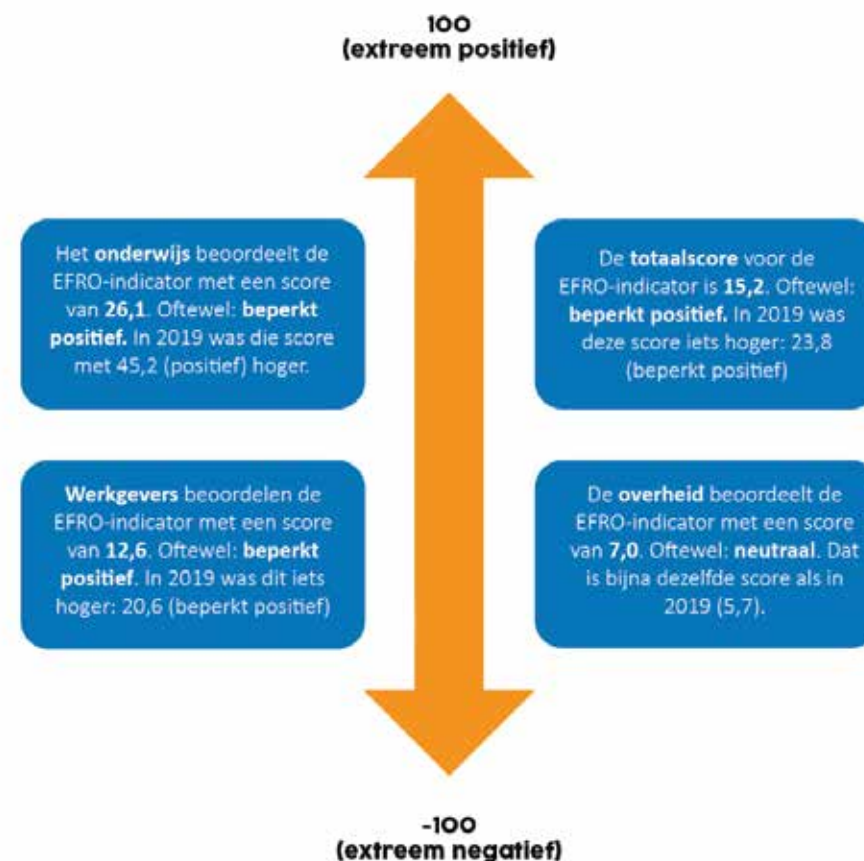 100
(extreem positief)
Het onderwijs beoordeelt de
EFRO-indicator met een score
van 26,1. Oftewel: beperkt
positief. In 2019 was die score
met 45,2 (positief) hoger.
De totaalscore voor de
EFRO-indicator is 15,2. Oftewel:
beperkt positief. In 2019 was
deze score iets hoger: 23,8
(beperkt positief)
Werkgevers beoordelen de
EFRO-indicator met een score
van 12,6. Oftewel: beperkt
positief. In 2019 was dit iets
hoger: 20,6 (beperkt positief)
De overheid beoordeelt de
EFRO-indicator met een score
van 7,0. Oftewel: neutraal. Dat
is bijna dezelfde score als in
2019 (5,7).
-100
(extreem negatief)